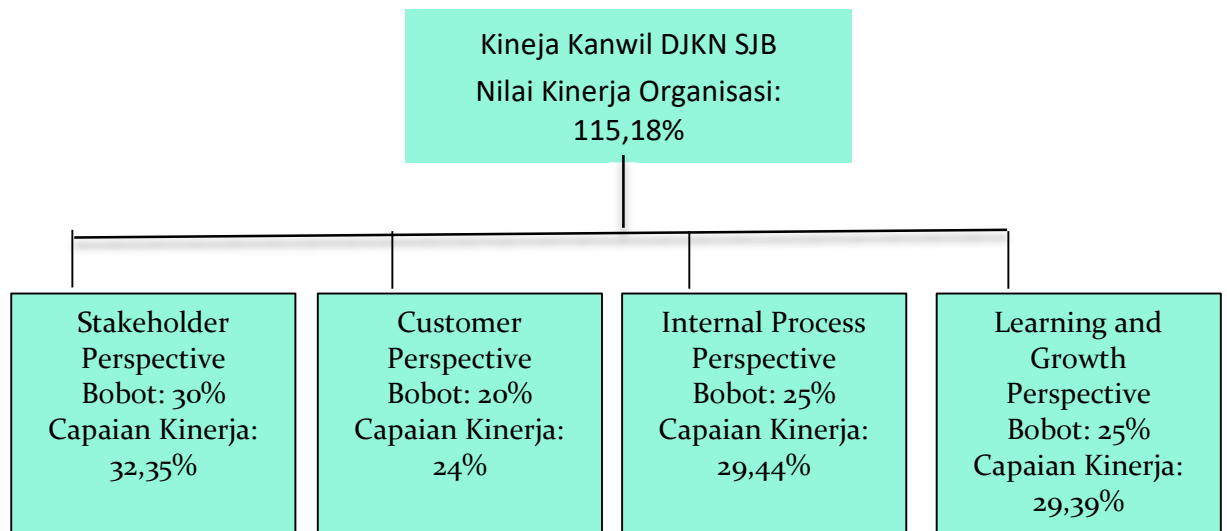 Kineja Kanwil DJKN SJB
Nilai Kinerja Organisasi:
115,18%
Stakeholder
Perspective
Bobot: 30%
Capaian Kinerja:
32,35%
Customer
Perspective
Bobot: 20%
Capaian Kinerja:
24%
Internal Process
Perspective
Bobot: 25%
Capaian Kinerja:
29,44%
Learning and
Growth
Perspective
Bobot: 25%
Capaian Kinerja:
29,39%